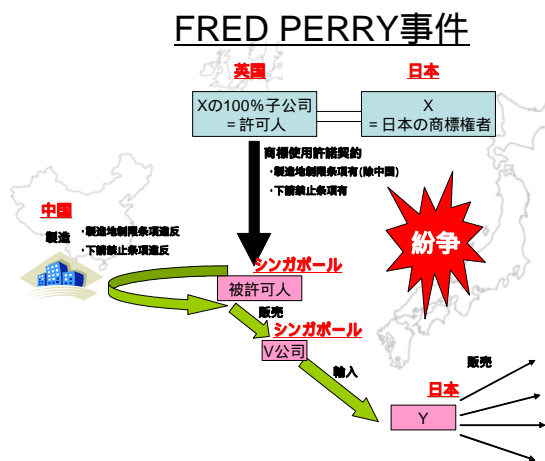 FRED PERRY事件
英国
日本
Xの100%子公司
=許可人
X
=日本の商標権者
商標使用許諾契約
・製造地制限条項有(除中国)
・下請禁止条項有
中国
製造
・製造地制限条項違反
・下請禁止条項違反
紛争
シンガポール
被許可人
販売
シンガポール
V公司
輸入
販売
日本
Y